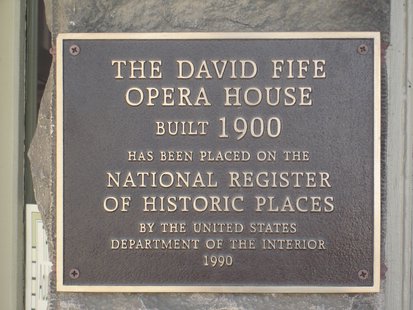 THE DAVID FIFE
OPERA HOUSE
BUILT 1900
HAS BEEN PLACED ON THE
NATIONAL REGISTER
OF HISTORIC PLACES
BY THE UNITED STATES
DEPARTMENT OF THE INTERIOR
1990